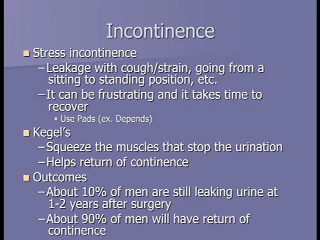 Incontinence
Stress incontinence
–Leakage with cough/strain, going from a
sitting to standing position, etc.
–It can be frustrating and it takes time to
recover
• Use Pads (ex. Depends)
Kegel's
–Squeeze the muscles that stop the urination
–Helps return of continence
Outcomes
–About 10% of men are still leaking urine at
1-2 years after surgery
–About 90% of men will have return of
continence